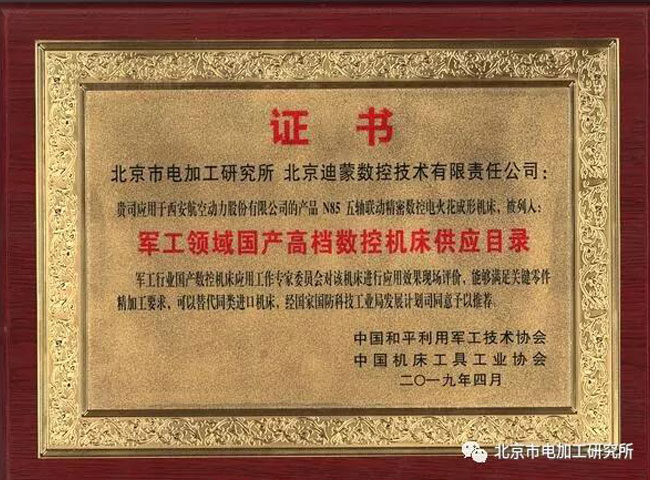 证 书
北京市电加工研究所 北京迪蒙数控技术有限责任公司：
贵司应用于西安航空动力股份有限公司的产品 N85 五轴联动精密数控电火花成形机床，被列入：
军工领域国产高档数控机床供应目录
军工行业国产数控机床应用工作专家委员会对该机床进行应用效果现场评价，能够满足关键零件
精加工要求，可以替代同类进口机床，经国家国防科技工业局发展计划司同意予以推荐。
中国和平利用军工技术协会
中国机床工具工业协会
二〇一九年四月
北京市电加工研究所